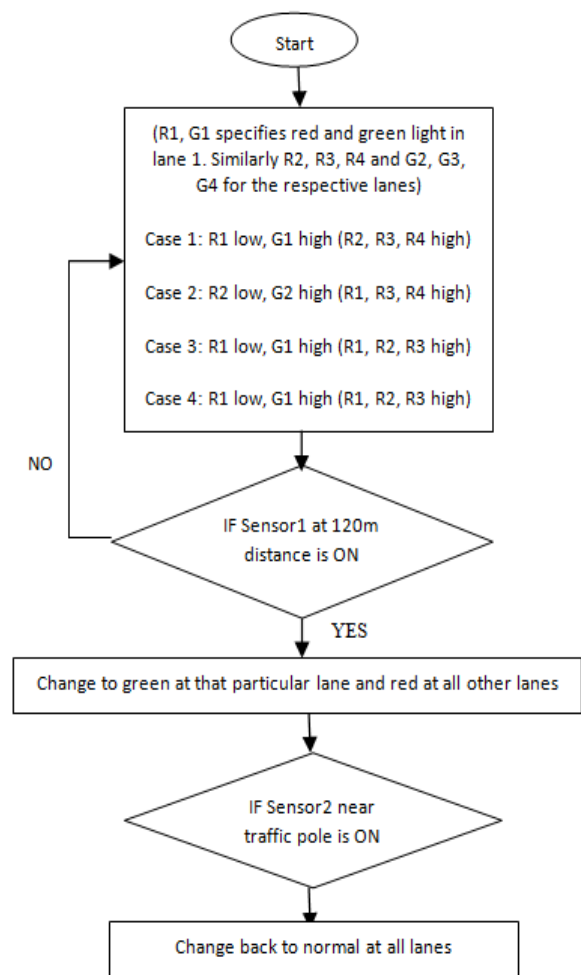 Start
(R1, G1 specifies red and green light in
lane 1. Similarly R2, R3, R4 and G2, G3,
G4 for the respective lanes)
Case 1: R1 low, G1 high (R2, R3, R4 high)
Case 2: R2 low, G2 high (R1, R3, R4 high)
Case 3: R1 low, G1 high (R1, R2, R3 high)
Case 4: R1 low, G1 high (R1, R2, R3 high)
NO
IF Sensor1 at 120m
distance is ON
YES
Change to green at that particular lane and red at all other lanes
IF Sensor2 near
traffic pole is ON
Change back to normal at all lanes